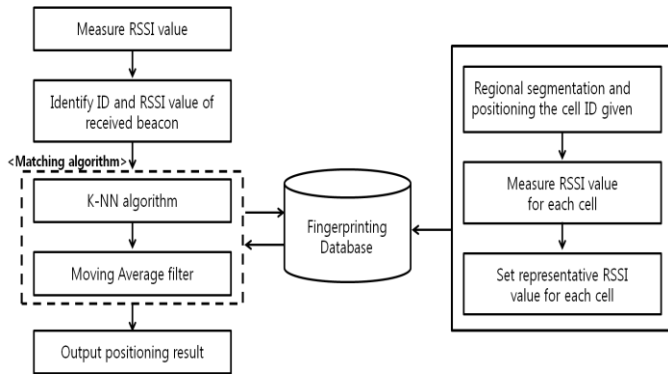 Measure RSSI value
Identify ID and RSSI value of
received beacon
<Matching algorithm>
K-NN algorithm
Moving Average filter
Output positioning result
Fingerprinting
Database
Regional segmentation and
positioning the cell ID given
Measure RSSI value
for each cell
Set representative RSSI
value for each cell